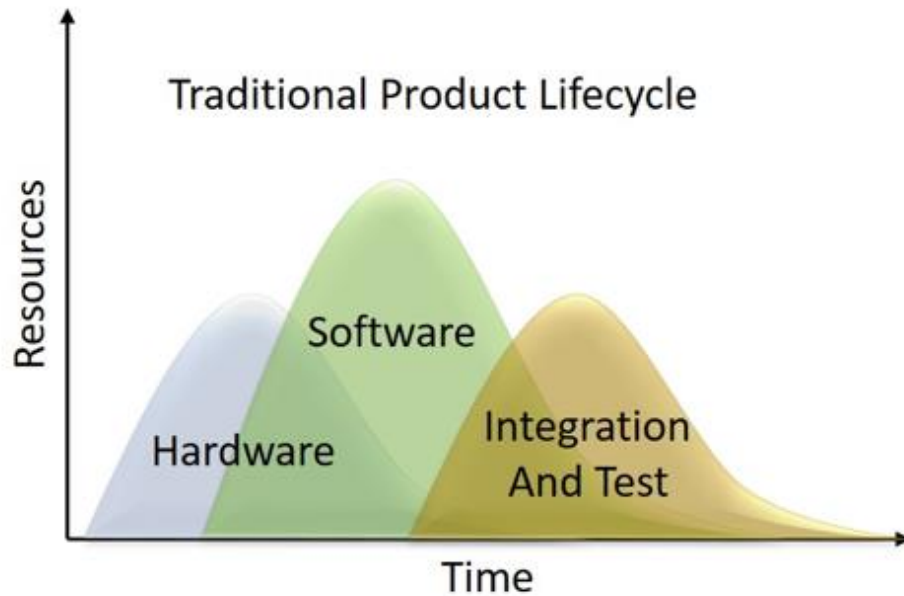 Traditional Product Lifecycle
Resources
Software
Hardware
Integration
And Test
Time